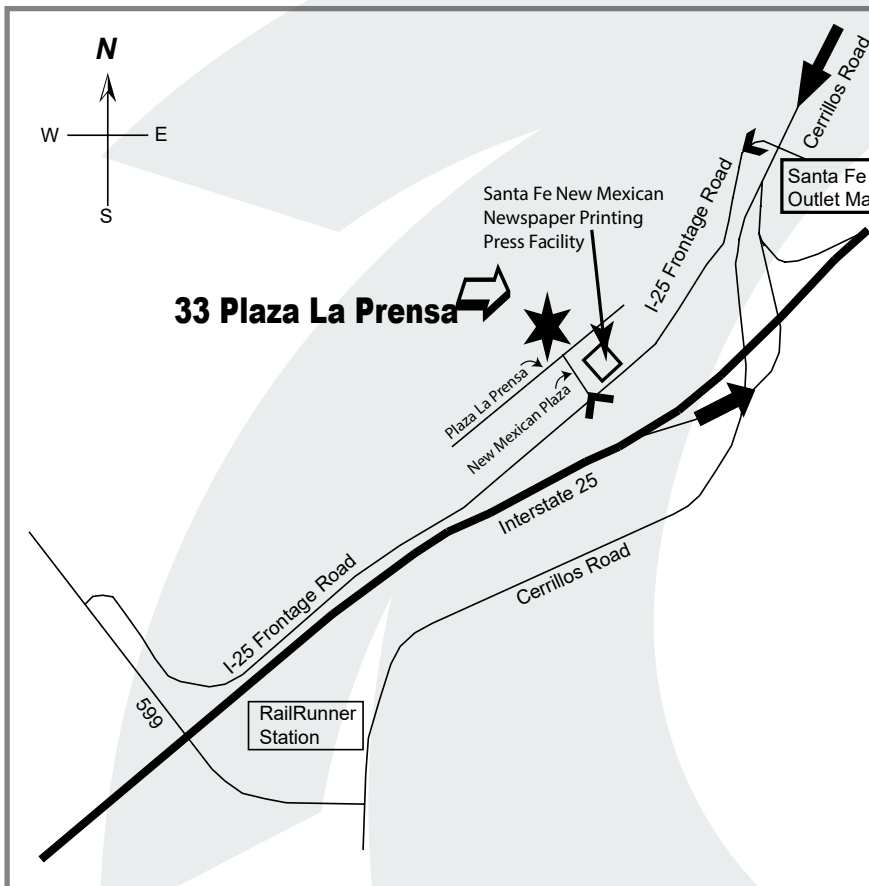 N
W
E
S
Cerrillos Road
Santa Fe
Outlet Ma
Santa Fe New Mexican
Newspaper Printing
Press Facility
I-25 Frontage Road
33 Plaza La Prensa
Plaza La Prensa
New Mexican Plaza
Interstate 25
Cerrillos Road
I-25 Frontage Road
599
RailRunner
Station